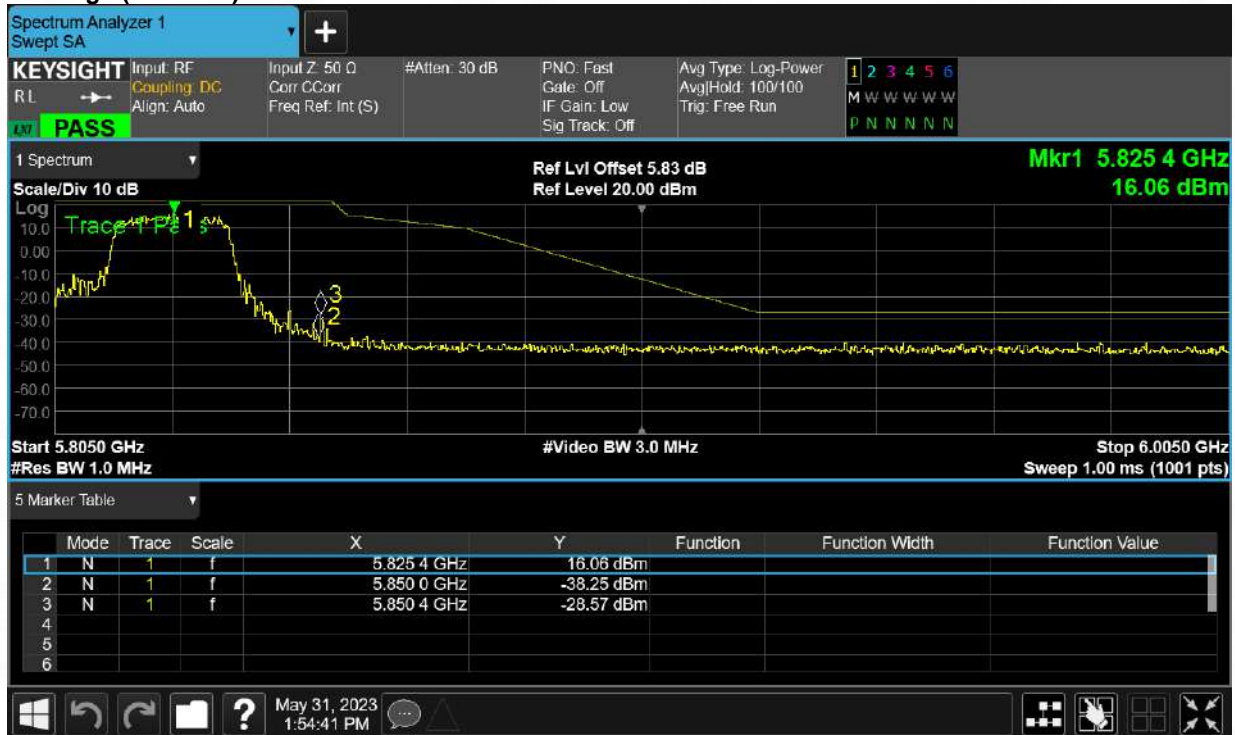 Spectrum Analyzer 1
Swept SA
+
KEYSIGHT
RL
LXI PASS
Input: RF
Coupling: DC
Align: Auto
Input Z: 50 Ω
Corr CCorr
Freq Ref: Int (S)
#Atten: 30 dB
PNO: Fast
Gate: Off
IF Gain: Low
Sig Track: Off
Avg Type: Log-Power
Avg|Hold: 100/100
Trig: Free Run
1 2 3 4 5 6
M W W W W W
P N N N N N
1 Spectrum
Scale/Div 10 dB
Ref Lvl Offset 5.83 dB
Ref Level 20.00 dBm
Mkr1 5.825 4 GHz
16.06 dBm
Log
Trace 1
1
10.0
0.00
-10.0
-20.0
-30.0
-40.0
-50.0
-60.0
-70.0
3
2
Start 5.8050 GHz
#Res BW 1.0 MHz
#Video BW 3.0 MHz
Stop 6.0050 GHz
Sweep 1.00 ms (1001 pts)
5 Marker Table
Mode Trace Scale X Y Function Function Width Function Value
1 N 1 f 5.825 4 GHz 16.06 dBm
2 N 1 f 5.850 0 GHz -38.25 dBm
3 N 1 f 5.850 4 GHz -28.57 dBm
4
5
6
?
May 31, 2023
1:54:41 PM